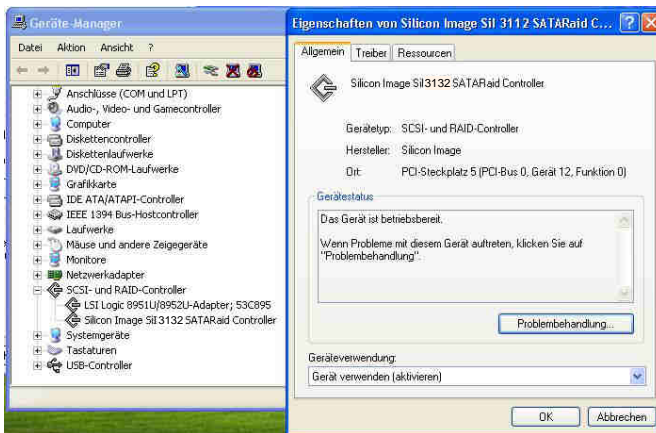 Geräte-Manager
Datei Aktion Ansicht ?
Anschlüsse (COM und LPT)
Audio-, Video- und Gamecontroller
Computer
Diskettencontroller
Diskettenlaufwerke
DVD/CD-ROM-Laufwerke
Grafikkarte
IDE ATA/ATAPI-Controller
IEEE 1394 Bus-Hostcontroller
Laufwerke
Mäuse und andere Zeigegeräte
Monitore
Netzwerkadapter
SCSI- und RAID-Controller
LSI Logic 8951U/8952U-Adapter; 53C895
Silicon Image SiI 3132 SATARaid Controller
Systemgeräte
Tastaturen
USB-Controller
Eigenschaften von Silicon Image SiI 3112 SATARaid C...
Allgemein Treiber Ressourcen
Silicon Image SiI 3132 SATARaid Controller
Gerätetyp: SCSI- und RAID-Controller
Hersteller: Silicon Image
Ort: PCI-Steckplatz 5 (PCI-Bus 0, Gerät 12, Funktion 0)
Gerätestatus
Das Gerät ist betriebsbereit.
Wenn Probleme mit diesem Gerät auftreten, klicken Sie auf
"Problembehandlung".
Problembehandlung...
Geräteverwendung:
Gerät verwenden (aktivieren)
OK Abbrechen